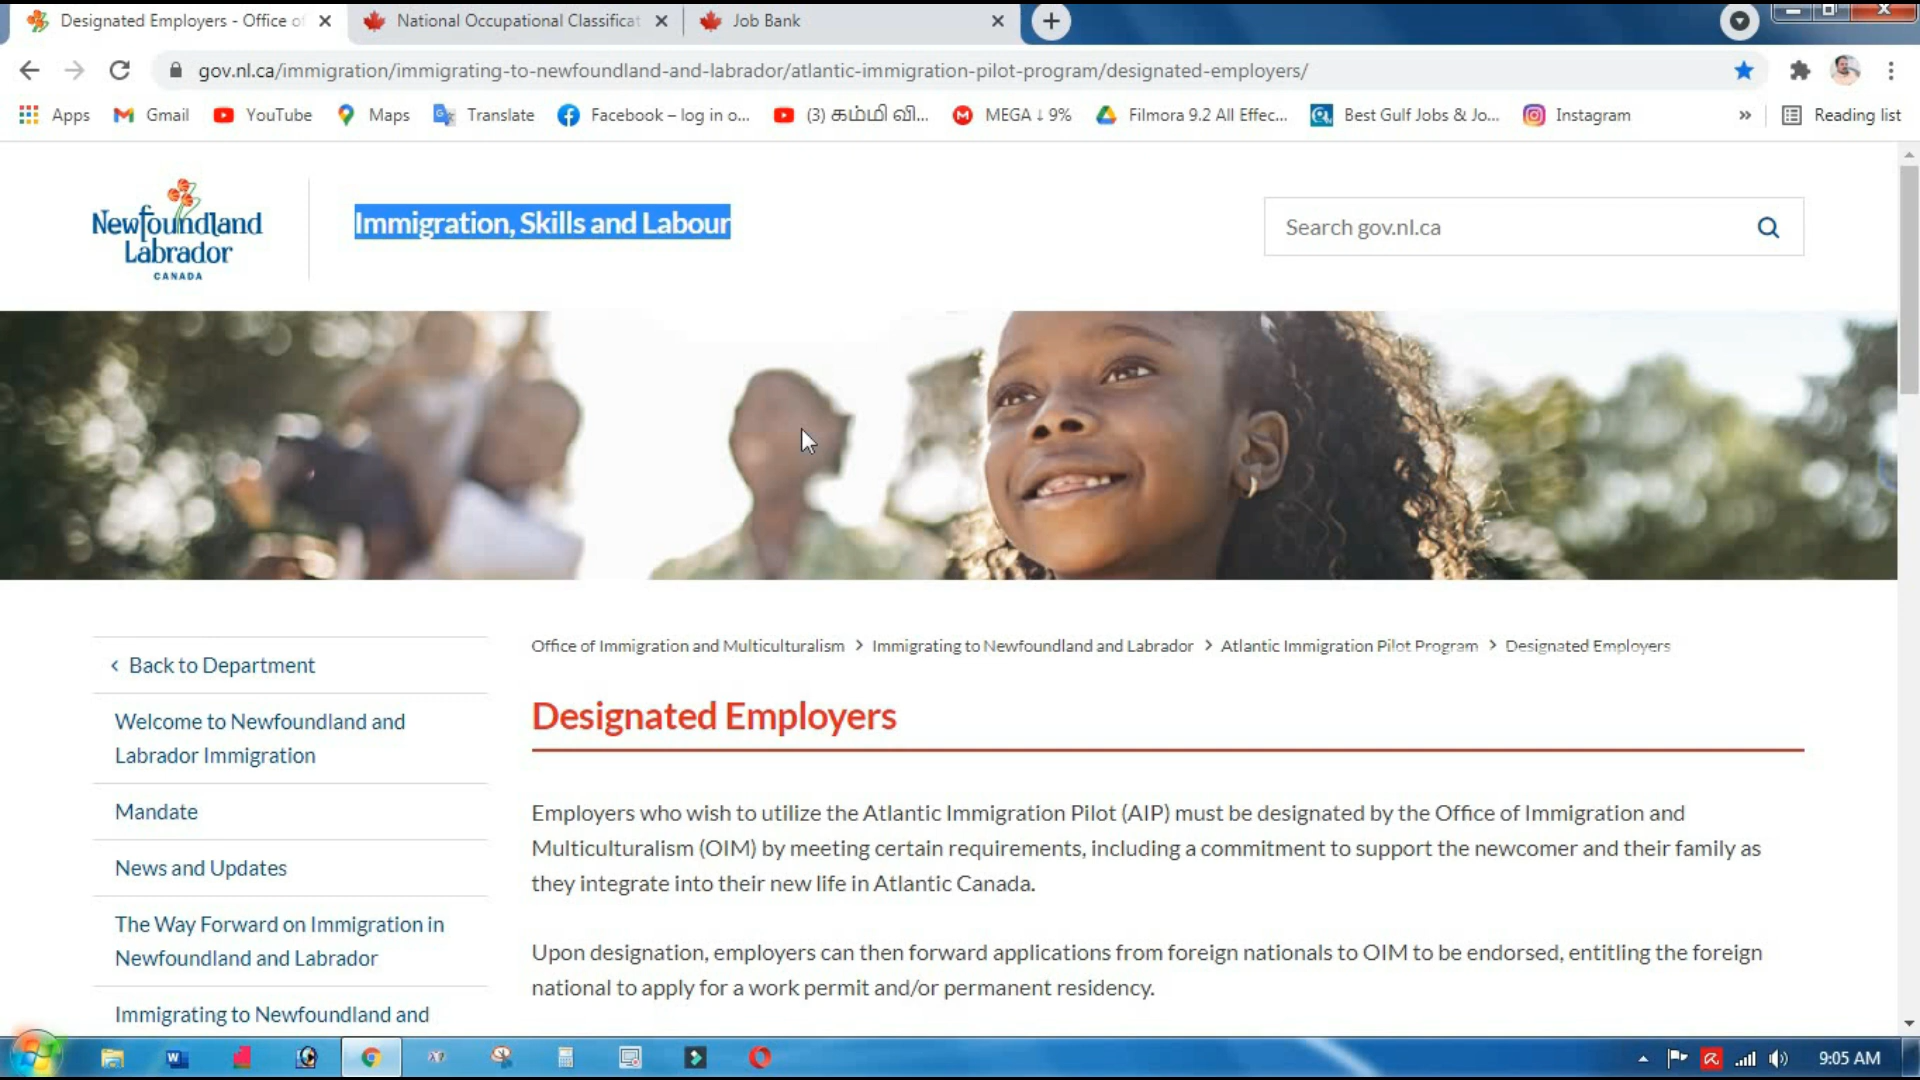 Designated Employers - Office of
National Occupational Classificat
Job Bank
gov.nl.ca/immigration/immigrating-to-newfoundland-and-labrador/atlantic-immigration-pilot-program/designated-employers/
Apps
Gmail
YouTube
Maps
Translate
Facebook – log in o...
(3) கம்மி வி...
MEGA ↓ 9%
Filmora 9.2 All Effec...
Best Gulf Jobs & Jo...
Instagram
»
Reading list
Newfoundland
Labrador
CANADA
Immigration, Skills and Labour
Search gov.nl.ca
Office of Immigration and Multiculturalism > Immigrating to Newfoundland and Labrador > Atlantic Immigration Pilot Program > Designated Employers
‹ Back to Department
Welcome to Newfoundland and
Labrador Immigration
Mandate
News and Updates
The Way Forward on Immigration in
Newfoundland and Labrador
Immigrating to Newfoundland and
Designated Employers
Employers who wish to utilize the Atlantic Immigration Pilot (AIP) must be designated by the Office of Immigration and
Multiculturalism (OIM) by meeting certain requirements, including a commitment to support the newcomer and their family as
they integrate into their new life in Atlantic Canada.
Upon designation, employers can then forward applications from foreign nationals to OIM to be endorsed, entitling the foreign
national to apply for a work permit and/or permanent residency.
9:05 AM